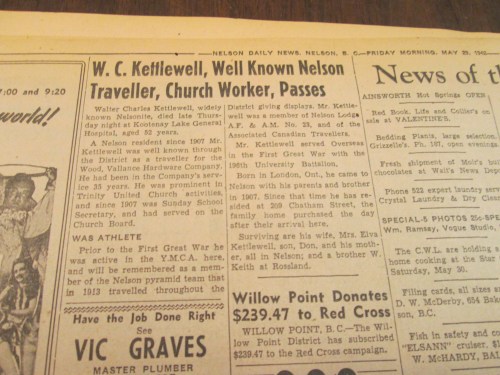 NELSON DAILY NEWS, NELSON, B. C.—FRIDAY MORNING, MAY
7:00 and 9:20
world!
W. C. Kettlewell, Well Known Nelson
Traveller, Church Worker, Passes
Walter Charles Kettlewell, widely
known Nelsonite, died late Thurs-
day night at Kootenay Lake General
Hospital, aged 52 years.
A Nelson resident since 1907 Mr.
Kettlewell was well known through
the District as a traveller for the
Wood, Vallance Hardware Company.
He had been in the Company's serv-
ice 33 years. He was prominent in
Trinity United Church activities,
and since 1907 was Sunday School
Secretary, and had served on the
Church Board.
WAS ATHLETE
Prior to the First Great War he
was active in the Y.M.C.A. here,
and will be remembered as a mem-
ber of the Nelson pyramid team that
in 1913 travelled throughout the
District giving displays. Mr. Kettle-
well was a member of Nelson Lodge
A.F. & A.M. No. 23, and of the
Associated Canadian Travellers.
Mr. Kettlewell served Overseas
in the First Great War with the
196th University Battalion.
Born in London, Ont., he came to
Nelson with his parents and brother
in 1907. Since that time he has re-
sided at 209 Chatham Street, the
family home purchased the day
after their arrival here.
Surviving are his wife, Mrs. Elva
Kettlewell, son, Don, and his moth-
er, all in Nelson; and a brother W.
Keith at Rossland.
Willow Point Donates
$239.47 to Red Cross
WILLOW POINT, B. C.—The Wil-
low Point District has subscribed
$239.47 to the Red Cross campaign.
Have the Job Done Right
See
VIC GRAVES
MASTER PLUMBER
News of th
AINSWORTH Hot Springs OPEN
Red Book, Life and Collier's on
sale at VALENTINE'S.
Bedding Plants, large selection,
Grizzelle's. Ph. 187, open evenings.
Fresh shipment of Moir's
chocolates at Wait's News Depot
Phone 522 expert laundry serv
Crystal Laundry & Dry Clea
SPECIAL-5 PHOTOS 25c-5
Wm. Ramsay, Vogue Studio,
The C.W.L. are holding
home cooking at the Star
Saturday, May 30.
Filing cards, all sizes
D. W. McDerby, 654 Bak
son, B.C.
Fish in safety and co
"ELSANN" cruiser, $1
W. McHARDY, BAL